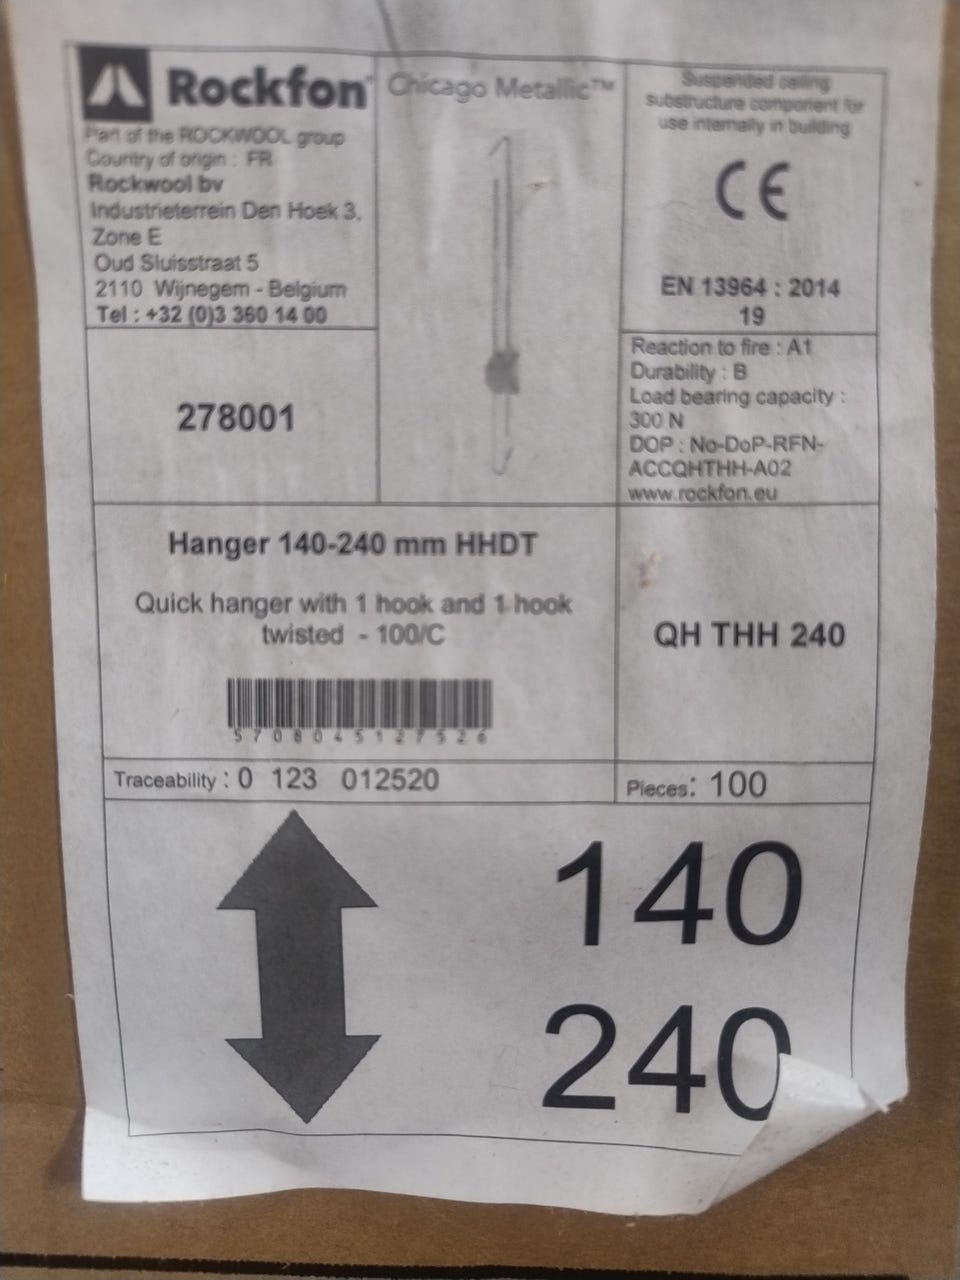 Rockfon
Part of the ROCKWOOL group
Country of origin : FR
Rockwool bv
Industrieterrein Den Hoek 3,
Zone E
Oud Sluisstraat 5
2110 Wijnegem - Belgium
Tel : +32 (0)3 360 14 00
Chicago Metallic™
Suspended ceiling
substructure component for
use internally in building
CE
EN 13964 : 2014
19
278001
Reaction to fire : A1
Durability : B
Load bearing capacity :
300 N
DOP : No-DoP-RFN-
ACCQHTHH-A02
www.rockfon.eu
Hanger 140-240 mm HHDT
Quick hanger with 1 hook and 1 hook
twisted - 100/C
5708045127526
QH THH 240
Traceability : 0 123 012520
Pieces: 100
140
240